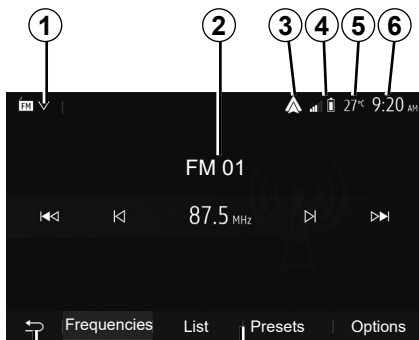 1 2 3 4 5 6
FM 27°C 9:20 AM
FM 01
87.5 MHz
Frequencies List Presets Options